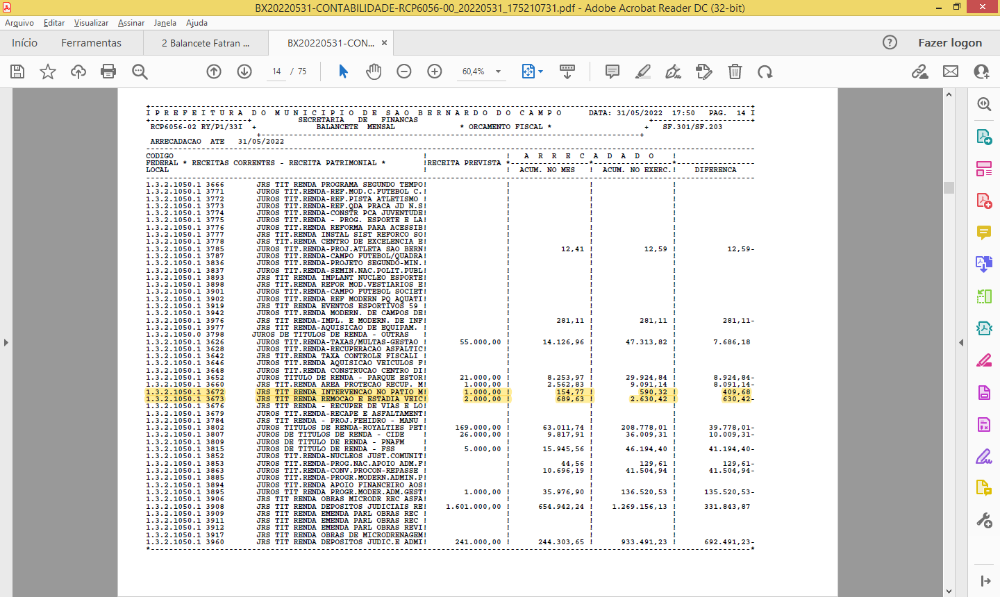 BX20220531-CONTABILIDADE-RCP6056-00_20220531_175210731.pdf - Adobe Acrobat Reader DC (32-bit)
Arquivo Editar Visualizar Assinar Janela Ajuda
Início Ferramentas 2 Balancete Fatran ... BX20220531-CON... × Fazer logon
14 / 75 60,4%
I P R E F E I T U R A D O M U N I C I P I O D E S A O B E R N A R D O D O C A M P O DATA: 31/05/2022 17:50 PAG. 14 I
SECRETARIA DE FINANCAS
RCP6056-02 RY/P1/33I + BALANCETE MENSAL * ORCAMENTO FISCAL * + SF.301/SF.203
ARRECADACAO ATE 31/05/2022
CODIGO ! ! A R R E C A D A D O !
FEDERAL * RECEITAS CORRENTES - RECEITA PATRIMONIAL * !RECEITA PREVISTA *
LOCAL ! ! ACUM. NO MES ! ACUM. NO EXERC.! DIFERENCA
1.3.2.1050.1 3666 JRS TIT RENDA PROGRAMA SEGUNDO TEMPO! ! ! !
1.3.2.1050.1 3771 JUROS TIT.RENDA-REF.MOD.C.FUTEBOL C.! ! ! !
1.3.2.1050.1 3772 JUROS TIT.RENDA-REF.PISTA ATLETISMO ! ! ! !
1.3.2.1050.1 3773 JUROS TIT.RENDA-REF.QDA PRACA JD N.S! ! ! !
1.3.2.1050.1 3774 JUROS TIT.RENDA-CONSTR PCA JUVENTUDE! ! ! !
1.3.2.1050.1 3775 JUROS TIT.RENDA - PROG. ESPORTE E LA! ! ! !
1.3.2.1050.1 3776 JUROS TIT.RENDA REFORMA PARA ACESSIB! ! ! !
1.3.2.1050.1 3777 JRS TIT.RENDA INSTAL SIST REFORCO SO! ! ! !
1.3.2.1050.1 3778 JRS TIT.RENDA CENTRO DE EXCELENCIA E! ! ! !
1.3.2.1050.1 3785 JUROS TIT.RENDA-PROJ.ATLETA SAO BERN! ! 12,41 ! 12,59 ! 12,59-
1.3.2.1050.1 3787 JUROS TIT.RENDA-CAMPO FUTEBOL/QUADRA! ! ! !
1.3.2.1050.1 3836 JUROS TIT.RENDA-PROJETO SEGUNDO-MIN.! ! ! !
1.3.2.1050.1 3837 JUROS TIT.RENDA-SEMIN.NAC.POLIT.PUBL! ! ! !
1.3.2.1050.1 3893 JRS TIT RENDA IMPLANT NUCLEO ESPORTE! ! ! !
1.3.2.1050.1 3898 JRS TIT RENDA REFOR MOD.VESTIARIOS E! ! ! !
1.3.2.1050.1 3901 JUROS TIT.RENDA-CAMPO FUTEBOL SOCIET! ! ! !
1.3.2.1050.1 3902 JUROS TIT RENDA REF MODERN PQ AQUATI! ! ! !
1.3.2.1050.1 3919 JRS TIT RENDA EVENTOS ESPORTIVOS 59 ! ! ! !
1.3.2.1050.1 3942 JUROS TIT.RENDA MODERN. DE CAMPOS DE! ! ! !
1.3.2.1050.1 3976 JRS TIT RENDA-IMPL. E MODERN. DE INF! ! 281,11 ! 281,11 ! 281,11-
1.3.2.1050.1 3977 JRS TIT RENDA-AQUISICAO DE EQUIPAM. ! ! ! !
1.3.2.1050.0 3798 JUROS DE TITULOS DE RENDA - OUTRAS ! ! ! !
1.3.2.1050.1 3626 JUROS TIT.RENDA-TAXAS/MULTAS-GESTAO ! 55.000,00 ! 14.126,96 ! 47.313,82 ! 7.686,18
1.3.2.1050.1 3628 JUROS TIT.RENDA-RECUPERACAO ASFALTIC! ! ! !
1.3.2.1050.1 3642 JRS TIT RENDA TAXA CONTROLE FISCALI ! ! ! !
1.3.2.1050.1 3646 JUROS TIT RENDA AQUISICAO VEICULOS F! ! ! !
1.3.2.1050.1 3648 JUROS TIT.RENDA CONSTRUCAO CENTRO DI! ! ! !
1.3.2.1050.1 3652 JUROS TITULO DE RENDA - PARQUE ESTOR! 21.000,00 ! 8.253,97 ! 29.924,84 ! 8.924,84-
1.3.2.1050.1 3660 JRS TIT.RENDA AREA PROTECAO RECUP. M! 1.000,00 ! 2.562,83 ! 9.091,14 ! 8.091,14-
1.3.2.1050.1 3672 JRS TIT RENDA INTERVENCAO NO PATIO M! 1.000,00 ! 154,77 ! 590,32 ! 409,68
1.3.2.1050.1 3673 JRS TIT RENDA REMOCAO E ESTADIA VEIC! 2.000,00 ! 689,63 ! 2.630,42 ! 630,42-
1.3.2.1050.1 3676 JRS TIT RENDA - RECUPER DE VIAS E LO! ! ! !
1.3.2.1050.1 3679 JUROS TIT.RENDA-RECAPE E ASFALTAMENT! ! ! !
1.3.2.1050.1 3784 JRS TIT RENDA - PROJ.FEHIDRO - MANU ! ! ! !
1.3.2.1050.1 3802 JUROS TITULOS DE RENDA-ROYALTIES PET! 169.000,00 ! 63.011,74 ! 208.778,01 ! 39.778,01-
1.3.2.1050.1 3807 JUROS DE TITULOS DE RENDA - CIDE ! 26.000,00 ! 9.817,91 ! 36.009,31 ! 10.009,31-
1.3.2.1050.1 3809 JUROS DE TITULO DE RENDA - PNAFM ! ! ! !
1.3.2.1050.1 3815 JUROS DE TITULO DE RENDA - FSS ! 5.000,00 ! 15.945,56 ! 46.194,40 ! 41.194,40-
1.3.2.1050.1 3852 JUROS TIT.RENDA-NUCLEOS JUST.COMUNIT! ! ! !
1.3.2.1050.1 3853 JUROS TIT.RENDA-PROG.NAC.APOIO ADM.F! ! 44,56 ! 129,61 ! 129,61-
1.3.2.1050.1 3863 JUROS TIT.RENDA-CONV.PROCON-REPASSE ! ! 10.696,19 ! 41.504,94 ! 41.504,94-
1.3.2.1050.1 3885 JUROS TIT.RENDA-PROGR.MODERN.ADMIN.P! ! ! !
1.3.2.1050.1 3894 JUROS TIT.RENDA APOIO FINANCEIRO AOS! ! ! !
1.3.2.1050.1 3895 JUROS TIT.RENDA PROGR.MODER.ADM.GEST! 1.000,00 ! 35.976,90 ! 136.520,53 ! 135.520,53-
1.3.2.1050.1 3906 JRS TIT RENDA OBRAS MICRODR REC ASFA! ! ! !
1.3.2.1050.1 3908 JRS TIT RENDA DEPOSITOS JUDICIAIS RE! 1.601.000,00 ! 654.942,24 ! 1.269.156,13 ! 331.843,87
1.3.2.1050.1 3909 JRS TIT RENDA EMENDA PARL OBRAS REC ! ! ! !
1.3.2.1050.1 3911 JRS TIT RENDA EMENDA PARL OBRAS REC ! ! ! !
1.3.2.1050.1 3912 JRS TIT RENDA EMENDA PARL OBRAS REVI! ! ! !
1.3.2.1050.1 3917 JRS TIT RENDA OBRAS DE MICRODRENAGEM! ! ! !
1.3.2.1050.1 3960 JRS TIT RENDA DEPOSITOS JUDIC.E ADMI! 241.000,00 ! 244.303,65 ! 933.491,23 ! 692.491,23-